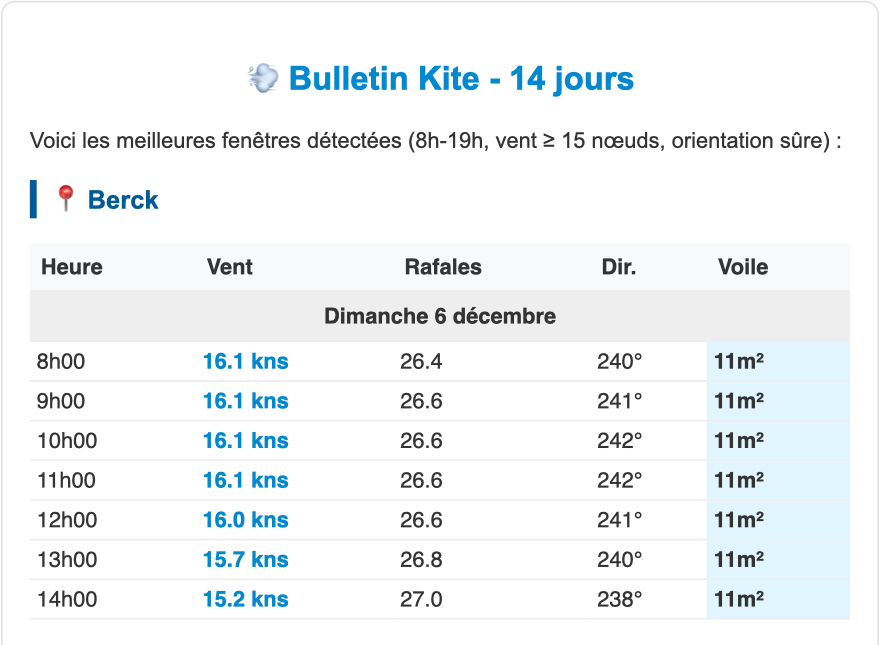 💨 Bulletin Kite - 14 jours
Voici les meilleures fenêtres détectées (8h-19h, vent ≥ 15 nœuds, orientation sûre) :
📍 Berck
Heure Vent Rafales Dir. Voile
Dimanche 6 décembre
8h00 16.1 kns 26.4 240° 11m²
9h00 16.1 kns 26.6 241° 11m²
10h00 16.1 kns 26.6 242° 11m²
11h00 16.1 kns 26.6 242° 11m²
12h00 16.0 kns 26.6 241° 11m²
13h00 15.7 kns 26.8 240° 11m²
14h00 15.2 kns 27.0 238° 11m²